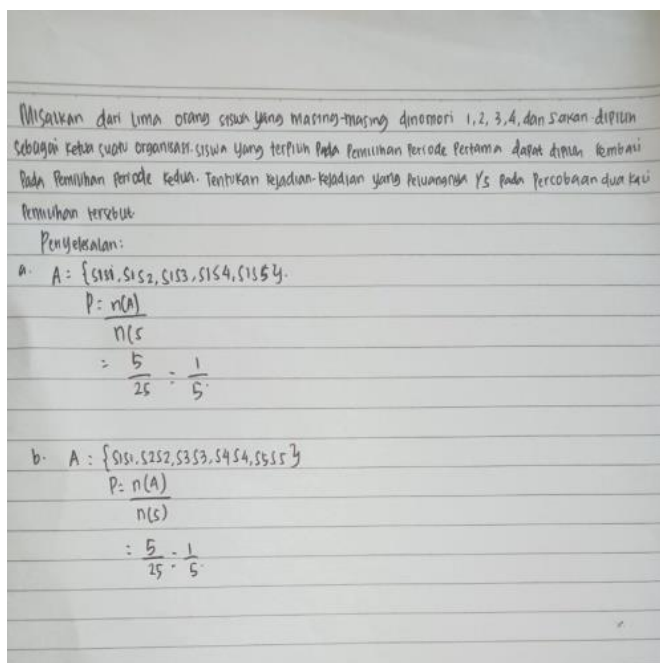 Misalkan dari lima orang siswa yang masing-masing dinomori 1, 2, 3, 4, dan 5 akan dipilih
sebagai ketua suatu organisasi. siswa yang terpilih pada pemilihan periode pertama dapat dipilih kembali
pada pemilihan periode kedua. Tentukan kejadian-kejadian yang peluangnya 1/5 pada percobaan dua kali
pemilihan tersebut.
Penyelesaian:
a. A = {S1S1, S1S2, S1S3, S1S4, S1S5}.
P = n(A)
n(s
= 5/25 = 1/5.
b. A = {S1S1, S2S2, S3S3, S4S4, S5S5}
P = n(A)
n(s)
= 5/25 = 1/5.